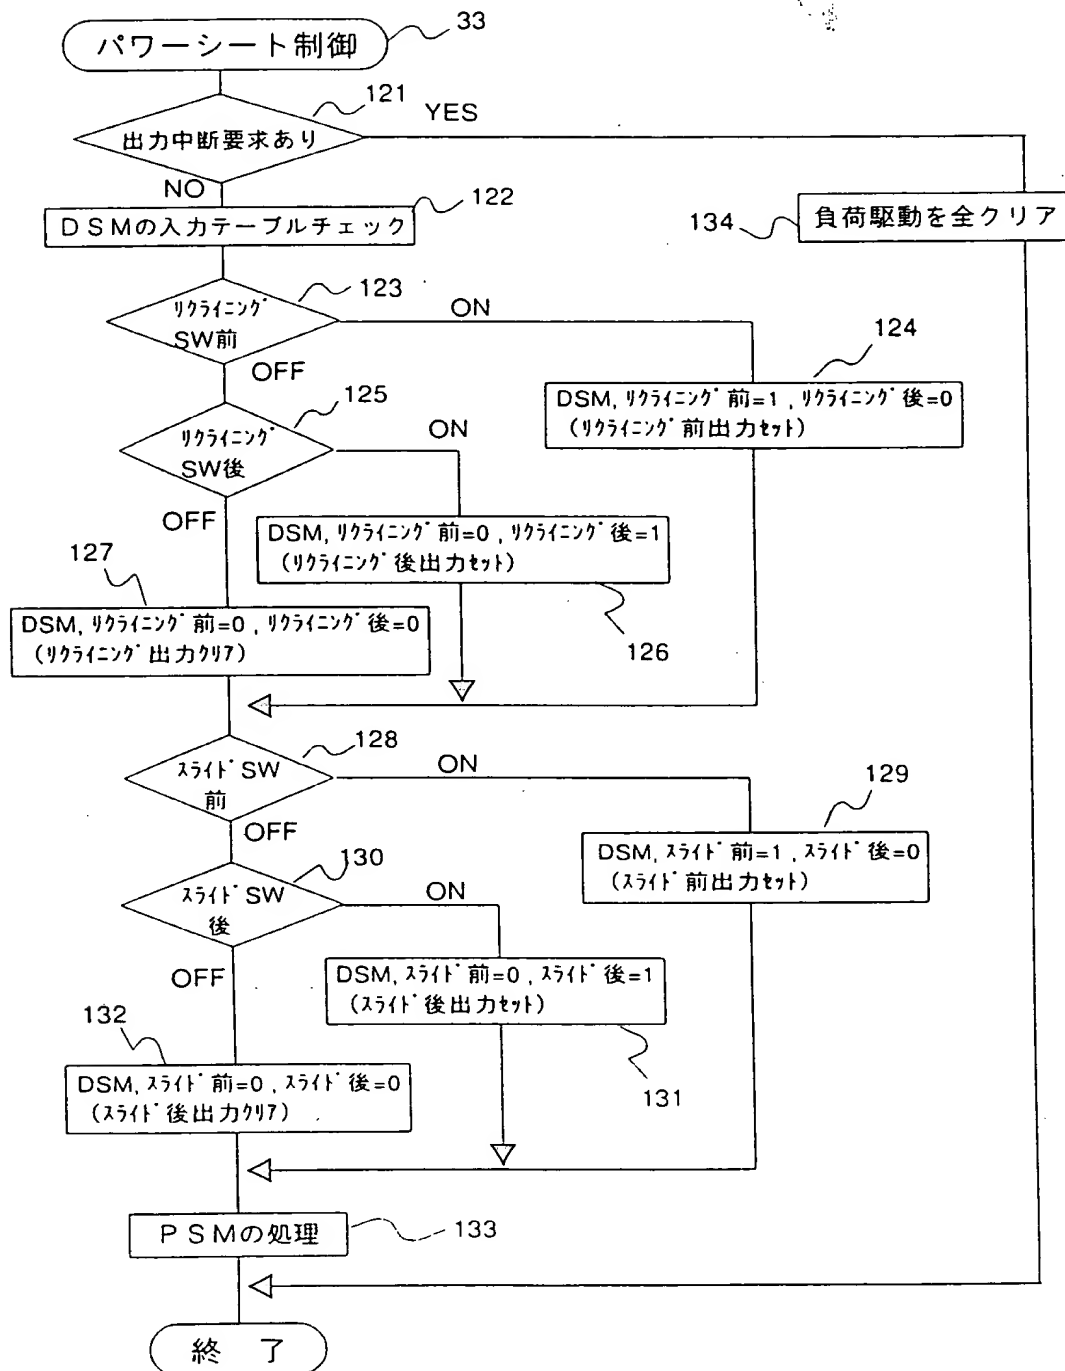 パワーシート制御
33
121
YES
出力中断要求あり
NO
122
DSMの入力テーブルチェック
134
負荷駆動を全クリア
123
ON
リクライニング
SW前
OFF
124
DSM,リクライニング前=1,リクライニング後=0
(リクライニング前出力セット)
125
ON
リクライニング
SW後
OFF
DSM,リクライニング前=0,リクライニング後=1
(リクライニング後出力セット)
126
127
DSM,リクライニング前=0,リクライニング後=0
(リクライニング出力クリア)
128
ON
スライドSW
前
OFF
129
DSM,スライド前=1,スライド後=0
(スライド前出力セット)
130
ON
スライドSW
後
OFF
DSM,スライド前=0,スライド後=1
(スライド後出力セット)
131
132
DSM,スライド前=0,スライド後=0
(スライド後出力クリア)
PSMの処理
133
終 了